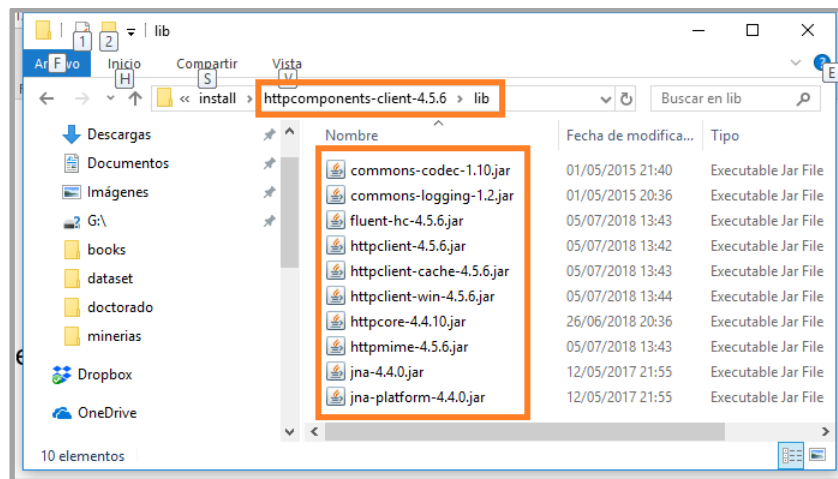 1 2 lib
Ar F vo Inicio Compartir Vista
H S V E
« install > httpcomponents-client-4.5.6 > lib Buscar en lib
Nombre Fecha de modifica... Tipo
Descargas
Documentos
Imágenes
G:\
books
dataset
doctorado
minerias
Dropbox
OneDrive
commons-codec-1.10.jar 01/05/2015 21:40 Executable Jar File
commons-logging-1.2.jar 01/05/2015 20:36 Executable Jar File
fluent-hc-4.5.6.jar 05/07/2018 13:43 Executable Jar File
httpclient-4.5.6.jar 05/07/2018 13:42 Executable Jar File
httpclient-cache-4.5.6.jar 05/07/2018 13:43 Executable Jar File
httpclient-win-4.5.6.jar 05/07/2018 13:44 Executable Jar File
httpcore-4.4.10.jar 26/06/2018 20:36 Executable Jar File
httpmime-4.5.6.jar 05/07/2018 13:43 Executable Jar File
jna-4.4.0.jar 12/05/2017 21:55 Executable Jar File
jna-platform-4.4.0.jar 12/05/2017 21:55 Executable Jar File
10 elementos